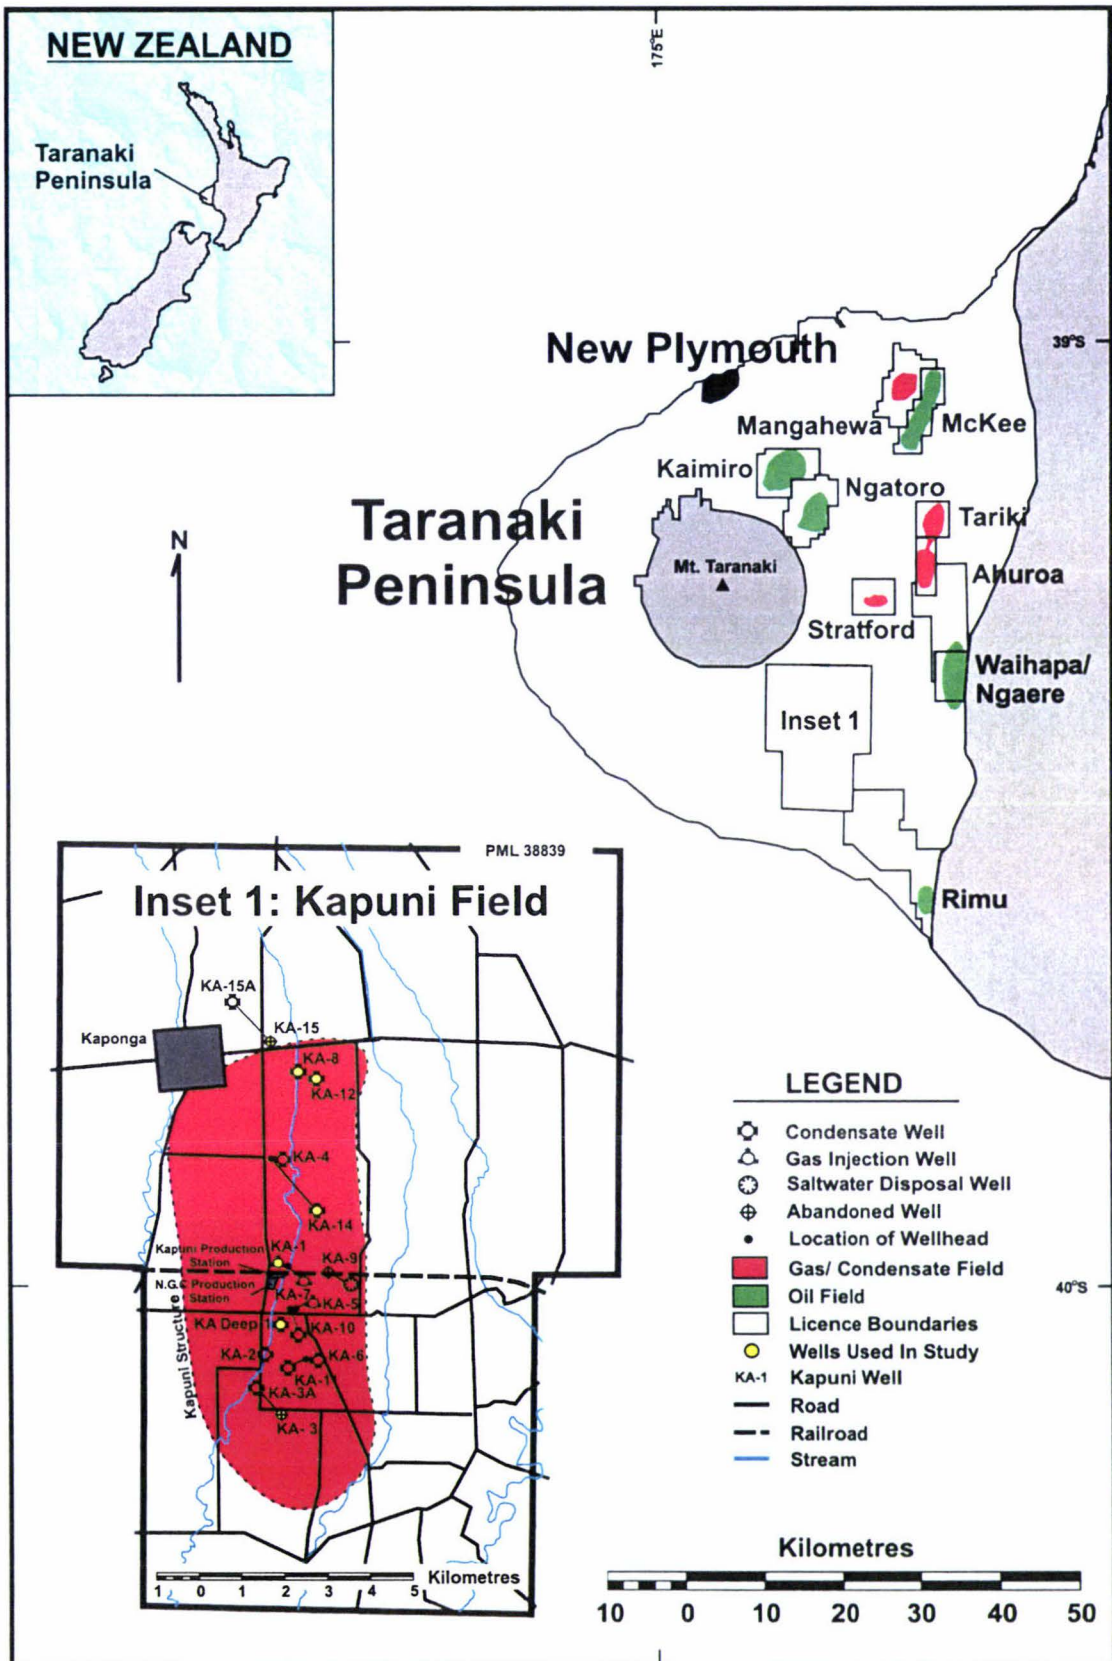 NEW ZEALAND
Taranaki
Peninsula
175°E
39°S
New Plymouth
Mangahewa
McKee
Kaimiro
Ngatoro
Taranaki
Peninsula
Tariki
N
Mt. Taranaki
Ahuroa
Stratford
Waihapa/
Ngaere
Inset 1
Rimu
PML 38839
Inset 1: Kapuni Field
KA-15A
KA-15
Kaponga
KA-8
KA-12
KA-4
KA-14
KA-1
Kapuni Production
Station
KA-9
N.G.C Production
Station
KA-7
KA-5
KA Deep 1
KA-10
KA-2
KA-6
KA-1
KA-3A
KA- 3
Kapuni Structure
1 0 1 2 3 4 5 Kilometres
40°S
LEGEND
Condensate Well
Gas Injection Well
Saltwater Disposal Well
Abandoned Well
Location of Wellhead
Gas/ Condensate Field
Oil Field
Licence Boundaries
Wells Used In Study
KA-1 Kapuni Well
Road
Railroad
Stream
Kilometres
10 0 10 20 30 40 50